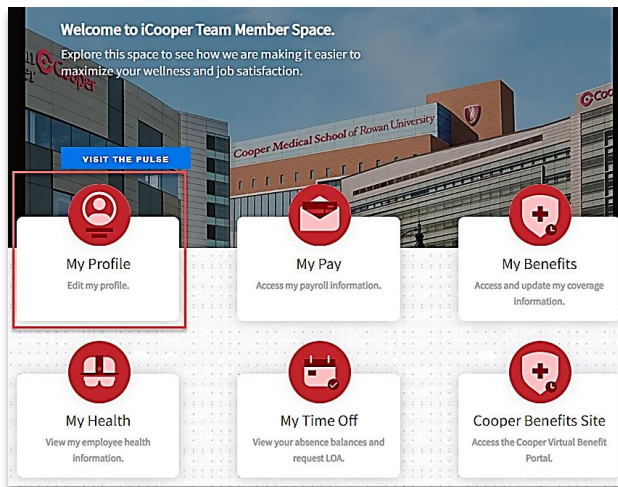 Welcome to iCooper Team Member Space.
Explore this space to see how we are making it easier to
maximize your wellness and job satisfaction.
Cooper
Cooper Medical School of Rowan University
VISIT THE PULSE
My Profile
Edit my profile.
My Pay
Access my payroll information.
My Benefits
Access and update my coverage
information.
My Health
View my employee health
information.
My Time Off
View your absence balances and
request LOA.
Cooper Benefits Site
Access the Cooper Virtual Benefit
Portal.